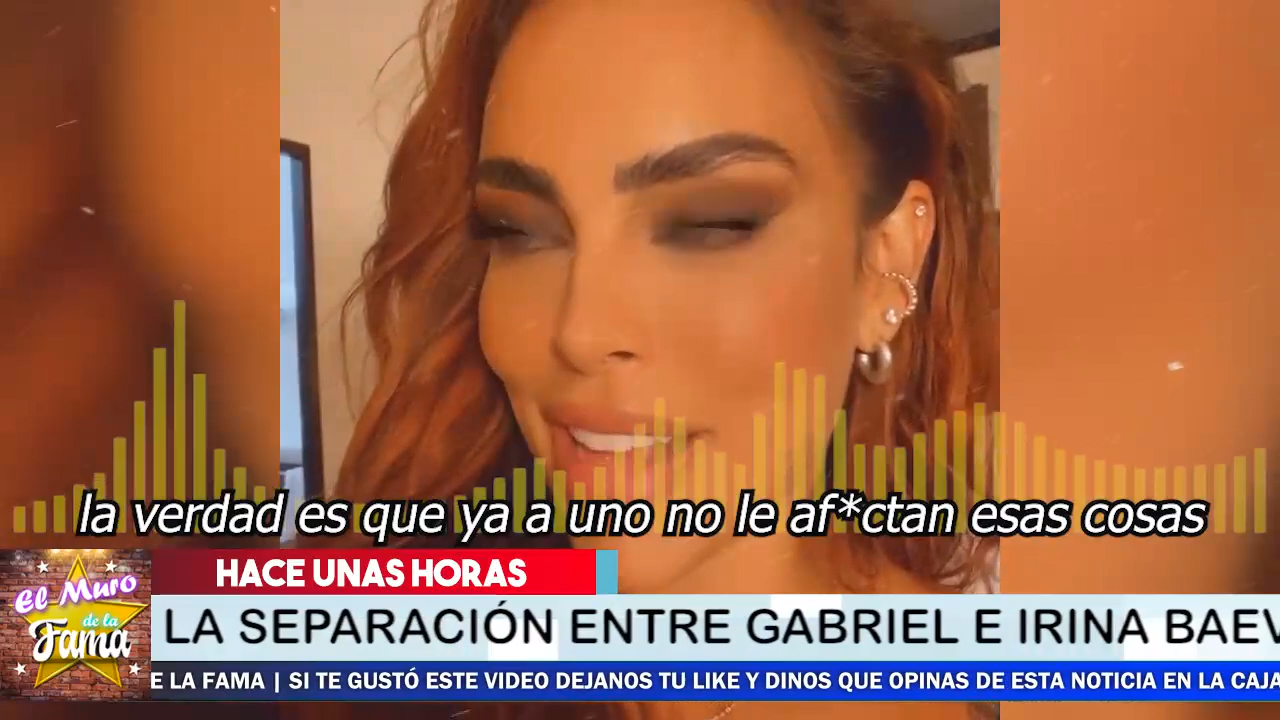 la verdad es que ya a uno no le af*ctan esas cosas
HACE UNAS HORAS
El Muro
de la
Fama
LA SEPARACIÓN ENTRE GABRIEL E IRINA BAEV
E LA FAMA | SI TE GUSTÓ ESTE VIDEO DEJANOS TU LIKE Y DINOS QUE OPINAS DE ESTA NOTICIA EN LA CAJA